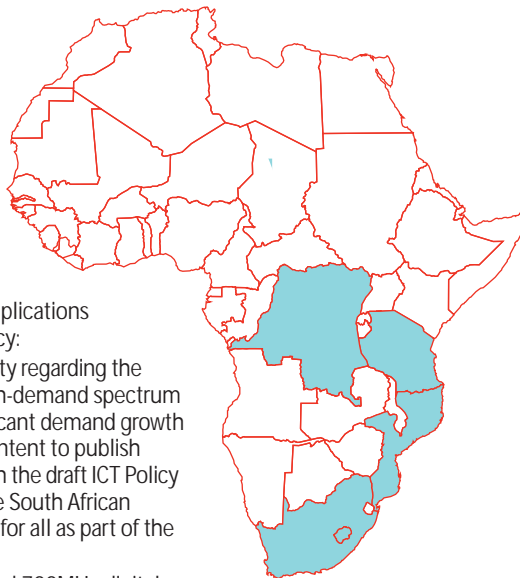 plications
cy:
ty regarding the
n-demand spectrum
icant demand growth
ntent to publish
n the draft ICT Policy
e South African
for all as part of the